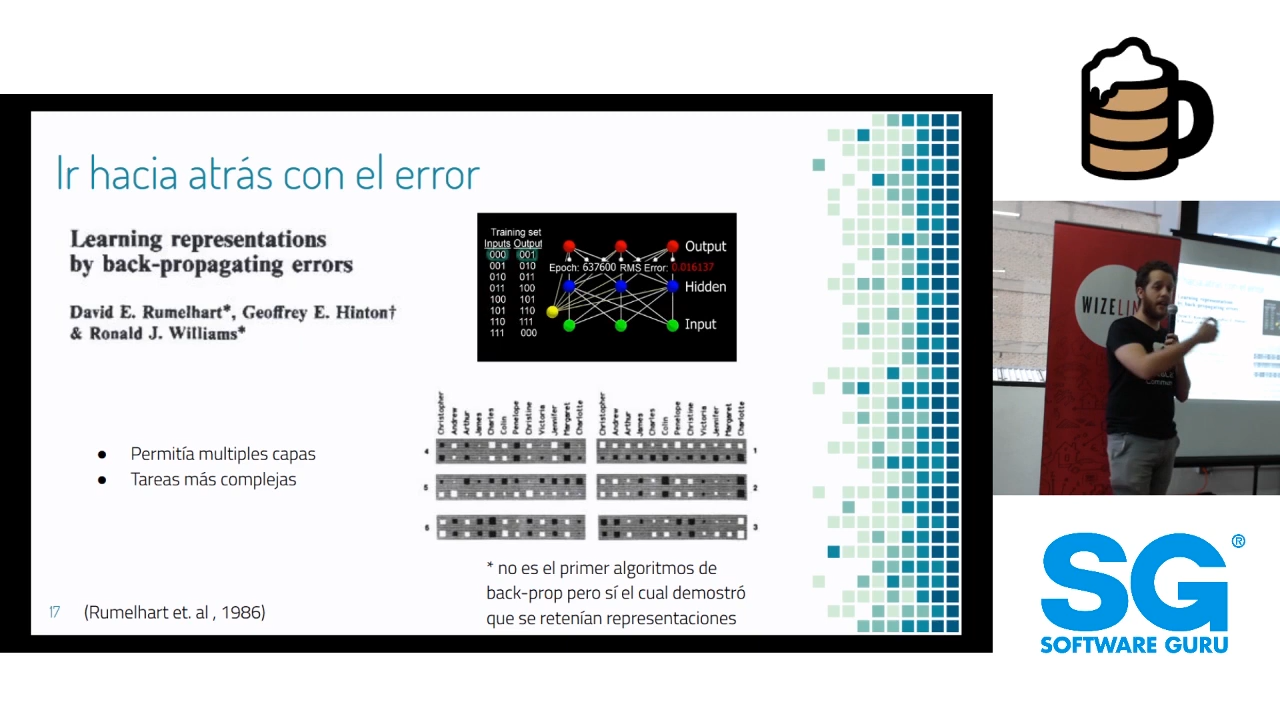 Ir hacia atrás con el error
Learning representations
by back-propagating errors
David E. Rumelhart*, Geoffrey E. Hinton†
& Ronald J. Williams*
Training set
Inputs Output
000 001
001 010
010 011
011 100
100 101
101 110
110 111
111 000
Output
Epoch: 637600 RMS Error: 0.016137
Hidden
Input
● Permitía multiples capas
● Tareas más complejas
Christopher
Andrew
Arthur
James
Charles
Colin
Penelope
Christine
Victoria
Jennifer
Margaret
Charlotte
Christopher
Andrew
Arthur
James
Charles
Colin
Penelope
Christine
Victoria
Jennifer
Margaret
Charlotte
4 1
5 2
6 3
* no es el primer algoritmos de
back-prop pero sí el cual demostró
que se retenían representaciones
17 (Rumelhart et. al , 1986)
WIZELIN
SG®
SOFTWARE GURU